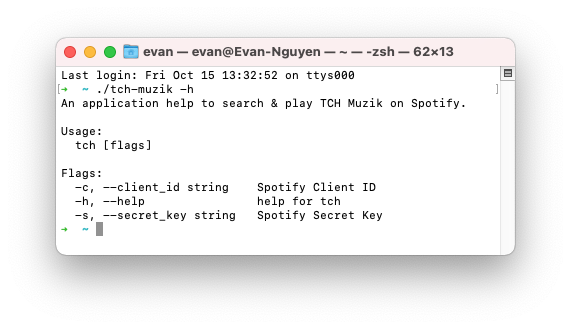 evan — evan@Evan-Nguyen — ~ — -zsh — 62×13
Last login: Fri Oct 15 13:32:52 on ttys000
[➜  ~ ./tch-muzik -h ]
An application help to search & play TCH Muzik on Spotify.
Usage:
  tch [flags]
Flags:
  -c, --client_id string    Spotify Client ID
  -h, --help                help for tch
  -s, --secret_key string   Spotify Secret Key
➜  ~